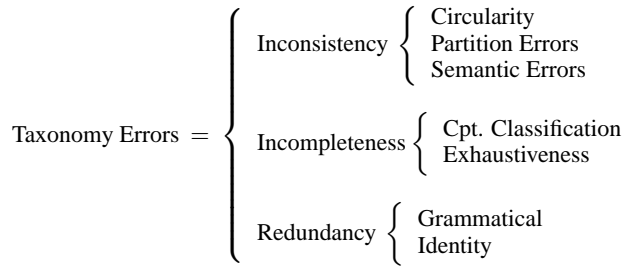 Circularity
Inconsistency { Partition Errors
Semantic Errors
Taxonomy Errors = { Incompleteness { Cpt. Classification
Exhaustiveness
Redundancy { Grammatical
Identity